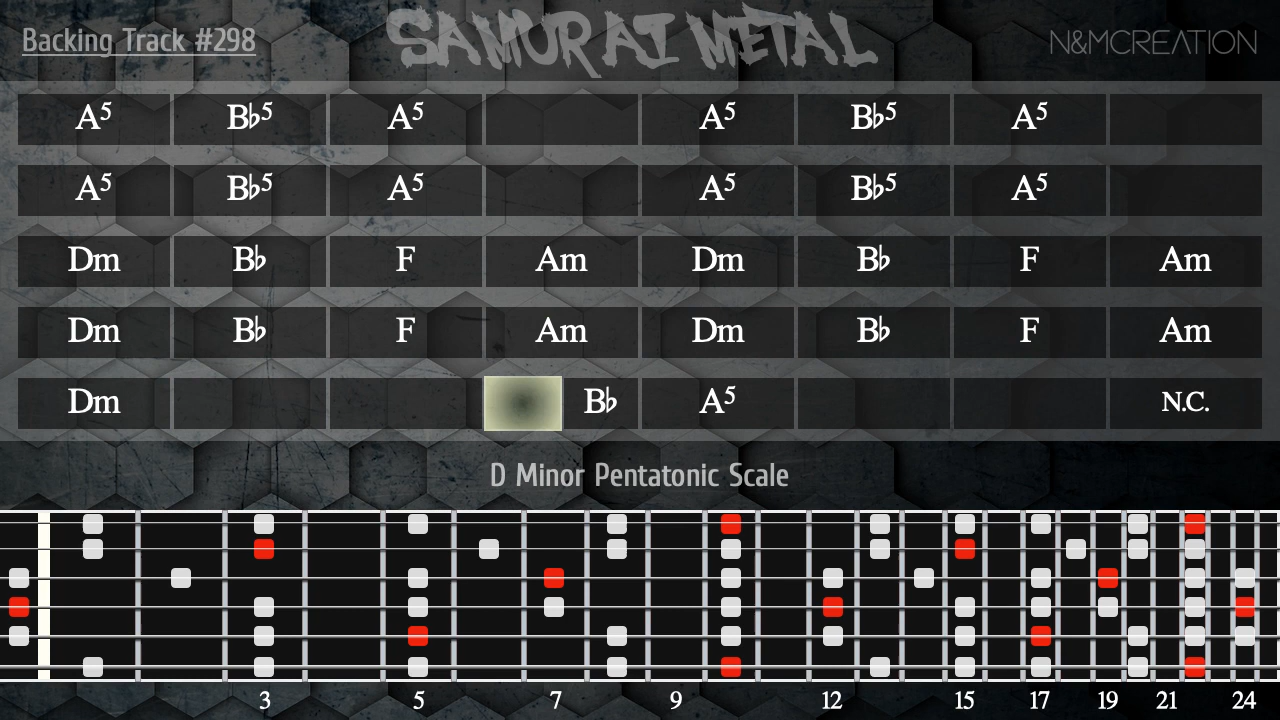 Backing Track #298 SAMURAI METAL N&MCREATION
A5 B♭5 A5 A5 B♭5 A5
A5 B♭5 A5 A5 B♭5 A5
Dm B♭ F Am Dm B♭ F Am
Dm B♭ F Am Dm B♭ F Am
Dm B♭ A5 N.C.
D Minor Pentatonic Scale
3 5 7 9 12 15 17 19 21 24